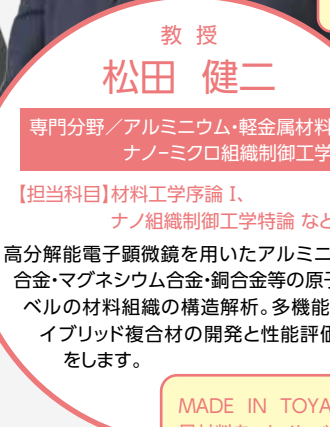 教 授
松田 健二
専門分野／アルミニウム・軽金属材料
ナノ−ミクロ組織制御工学
【担当科目】材料工学序論 I、
ナノ組織制御工学特論 など
高分解能電子顕微鏡を用いたアルミニ
合金・マグネシウム合金・銅合金等の原子
ベルの材料組織の構造解析。多機能
イブリッド複合材の開発と性能評価
をします。
MADE IN TOYA